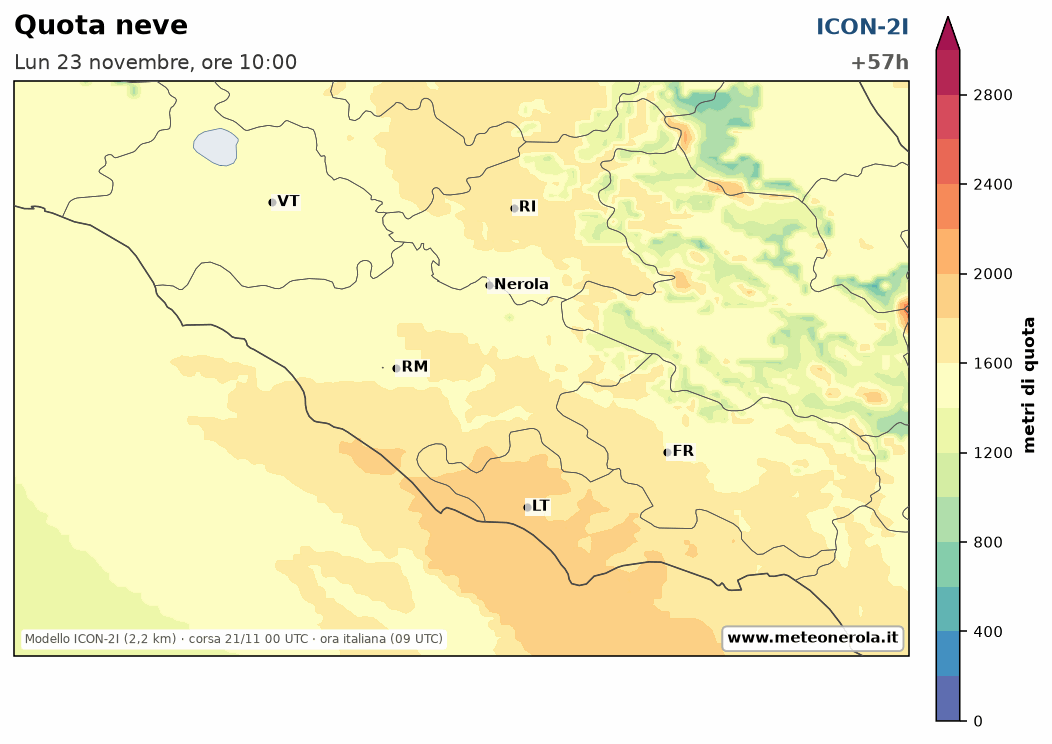 Quota neve
ICON-2I
Lun 23 novembre, ore 10:00
+57h
2800
2400
2000
1600
1200
800
400
0
metri di quota
VT
RI
Nerola
RM
FR
LT
Modello ICON-2I (2,2 km) · corsa 21/11 00 UTC · ora italiana (09 UTC)
www.meteonerola.it